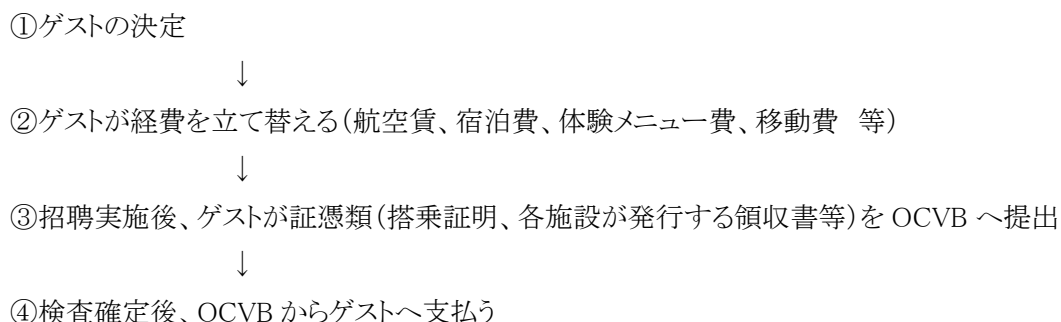 ①ゲストの決定
↓
②ゲストが経費を立て替える(航空賃、宿泊費、体験メニュー費、移動費　等)
↓
③招聘実施後、ゲストが証憑類(搭乗証明、各施設が発行する領収書等)を OCVB へ提出
↓
④検査確定後、OCVB からゲストへ支払う